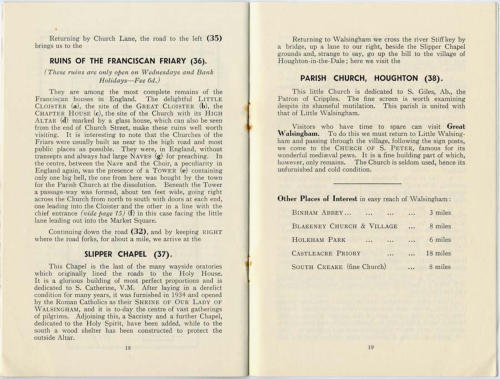 Returning by Church Lane, the road to the left (35)
brings us to the
RUINS OF THE FRANCISCAN FRIARY (36).
(These ruins are only open on Wednesdays and Bank
Holidays—Fee 6d.)
They are among the most complete remains of the
Franciscan houses in England. The delightful LITTLE
CLOISTER (a), the site of the GREAT CLOISTER (b), the
CHAPTER HOUSE (c), the site of the Church with its HIGH
ALTAR (d) marked by a glass house, which can also be seen
from the end of Church Street, make these ruins well worth
visiting. It is interesting to note that the Churches of the
Friars were usually built as near to the high road and most
public places as possible. They were, in England, without
transepts and always had large NAVES (g) for preaching. In
the centre, between the Nave and the Choir, a peculiarity in
England again, was the presence of a TOWER (e) containing
only one big bell, the one from here was bought by the town
for the Parish Church at the dissolution. Beneath the Tower
a passage-way was formed, about ten feet wide, going right
across the Church from north to south with doors at each end,
one leading into the Cloister and the other in a line with the
chief entrance (vide page 15) (f) in this case facing the little
lane leading out into the Market Square.
Continuing down the road (32), and by keeping RIGHT
where the road forks, for about a mile, we arrive at the
SLIPPER CHAPEL (37).
This Chapel is the last of the many wayside oratories
which originally lined the roads to the Holy House.
It is a glorious building of most perfect proportions and is
dedicated to S. Catherine, V.M. After laying in a derelict
condition for many years, it was furnished in 1934 and opened
by the Roman Catholics as their SHRINE OF OUR LADY OF
WALSINGHAM, and it is to-day the centre of vast gatherings
of pilgrims. Adjoining this, a Sacristy and a further Chapel,
dedicated to the Holy Spirit, have been added, while to the
south a wood shelter has been constructed to protect the
outside Altar.
18
Returning to Walsingham we cross the river Stiffkey by
a bridge, up a lane to our right, beside the Slipper Chapel
grounds and, strange to say, go up the hill to the village of
Houghton-in-the-Dale; here we visit the
PARISH CHURCH, HOUGHTON (38).
This little Church is dedicated to S. Giles, Ab., the
Patron of Cripples. The fine screen is worth examining
despite its shameful mutilation. This parish is united with
that of Little Walsingham.
Visitors who have time to spare can visit Great
Walsingham. To do this we must return to Little Walsing-
ham and passing through the village, following the sign posts,
we come to the CHURCH OF S. PETER, famous for its
wonderful medieval pews. It is a fine building part of which,
however, only remains. The Church is seldom used, hence its
unfurnished and cold condition.
Other Places of Interest in easy reach of Walsingham:
BINHAM ABBEY... ... ... ... 3 miles
BLAKENEY CHURCH & VILLAGE ... 8 miles
HOLKHAM PARK ... ... ... 6 miles
CASTLEACRE PRIORY ... ... 18 miles
SOUTH CREAKE (fine Church) ... 8 miles
19